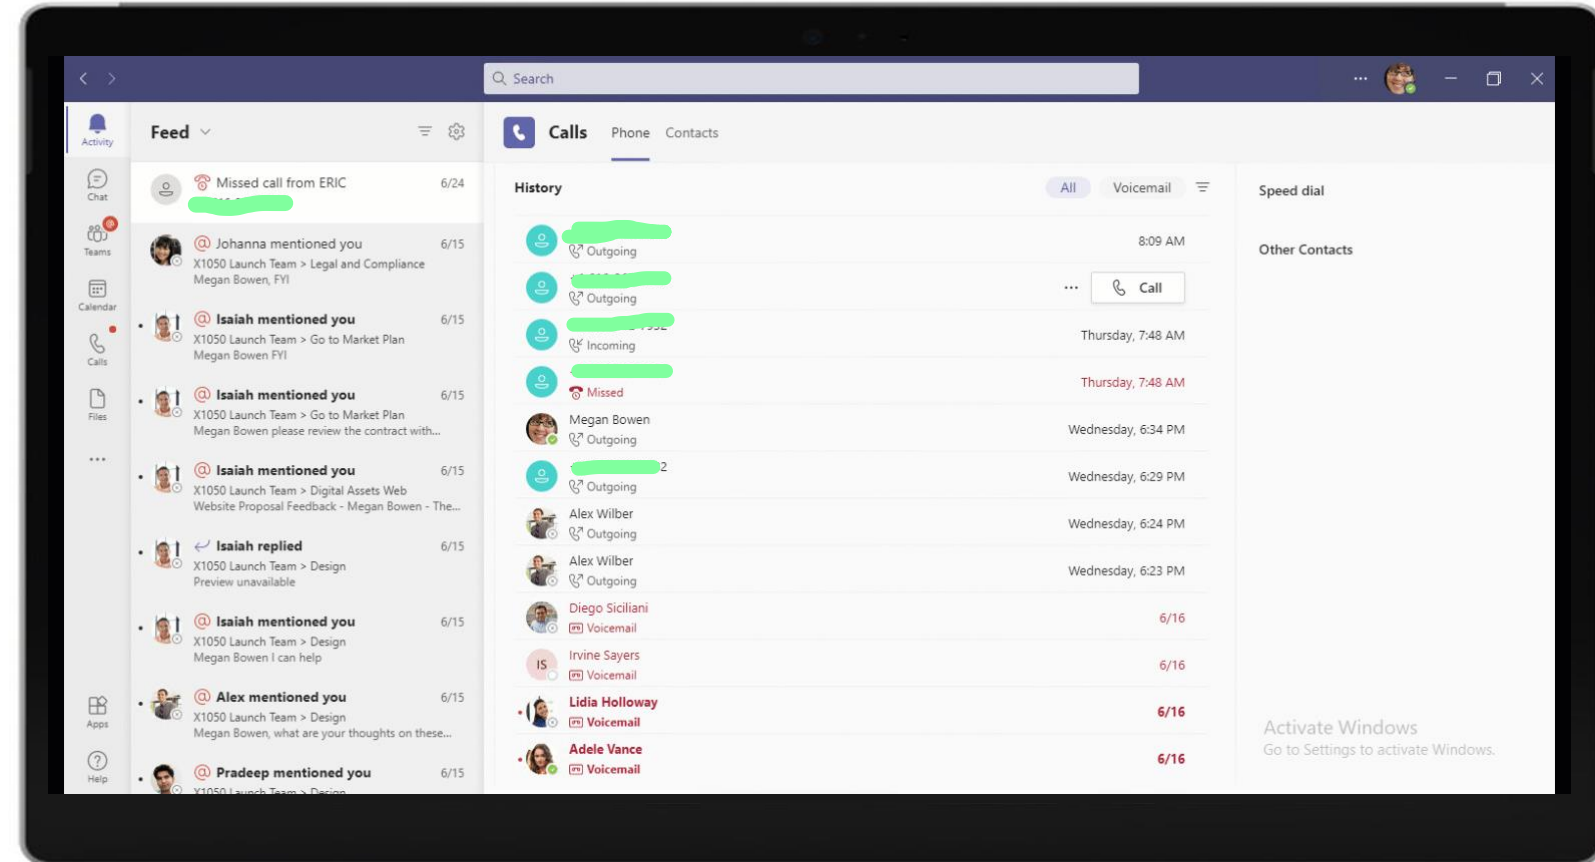 Search
Activity
Chat
Teams
Calendar
Calls
Files
Apps
Help
Feed
Missed call from ERIC 6/24
@ Johanna mentioned you 6/15
X1050 Launch Team > Legal and Compliance
Megan Bowen, FYI
@ Isaiah mentioned you 6/15
X1050 Launch Team > Go to Market Plan
Megan Bowen FYI
@ Isaiah mentioned you 6/15
X1050 Launch Team > Go to Market Plan
Megan Bowen please review the contract with...
@ Isaiah mentioned you 6/15
X1050 Launch Team > Digital Assets Web
Website Proposal Feedback - Megan Bowen - The...
Isaiah replied 6/15
X1050 Launch Team > Design
Preview unavailable
@ Isaiah mentioned you 6/15
X1050 Launch Team > Design
Megan Bowen I can help
@ Alex mentioned you 6/15
X1050 Launch Team > Design
Megan Bowen, what are your thoughts on these...
@ Pradeep mentioned you 6/15
X1050 Launch Team > Design
Calls Phone Contacts
History All Voicemail
Outgoing 8:09 AM
Outgoing ... Call
Incoming Thursday, 7:48 AM
Missed Thursday, 7:48 AM
Megan Bowen
Outgoing Wednesday, 6:34 PM
2
Outgoing Wednesday, 6:29 PM
Alex Wilber
Outgoing Wednesday, 6:24 PM
Alex Wilber
Outgoing Wednesday, 6:23 PM
Diego Siciliani
Voicemail 6/16
IS Irvine Sayers
Voicemail 6/16
Lidia Holloway
Voicemail 6/16
Adele Vance
Voicemail 6/16
Speed dial
Other Contacts
Activate Windows
Go to Settings to activate Windows.